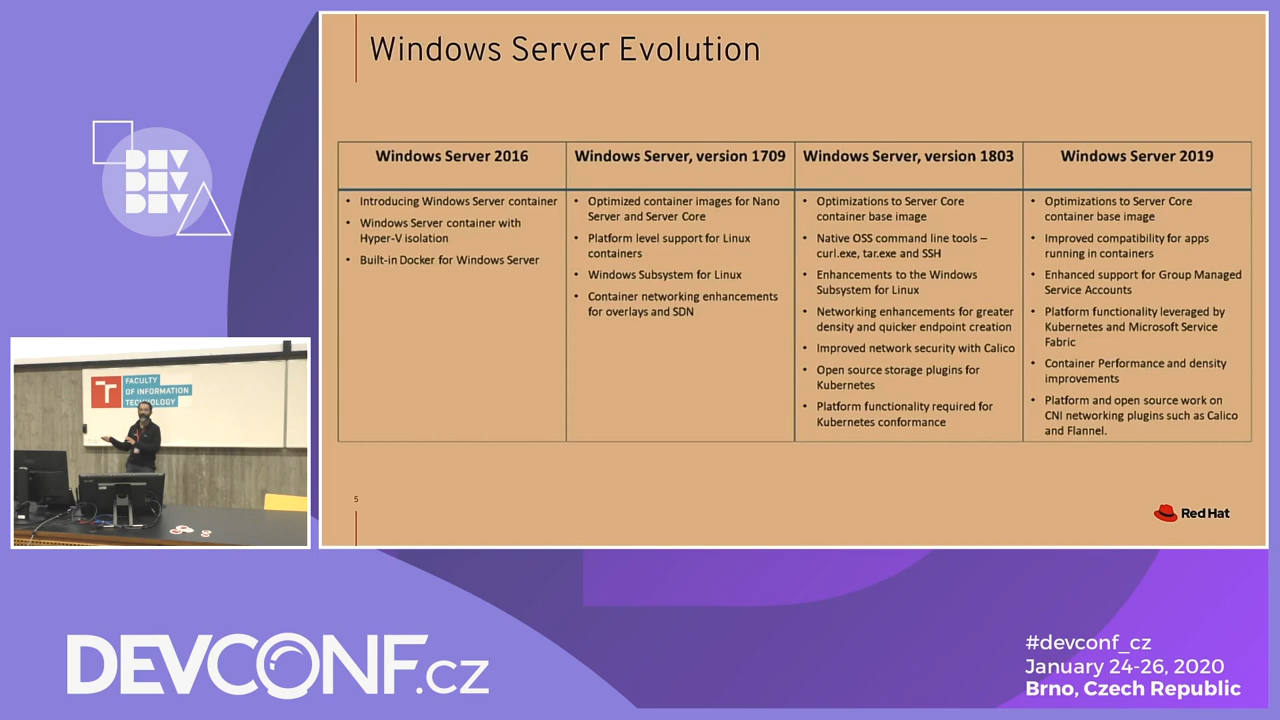 Windows Server Evolution
Windows Server 2016
• Introducing Windows Server container
• Windows Server container with
Hyper-V isolation
• Built-in Docker for Windows Server
Windows Server, version 1709
• Optimized container images for Nano
Server and Server Core
• Platform level support for Linux
containers
• Windows Subsystem for Linux
• Container networking enhancements
for overlays and SDN
Windows Server, version 1803
• Optimizations to Server Core
container base image
• Native OSS command line tools –
curl.exe, tar.exe and SSH
• Enhancements to the Windows
Subsystem for Linux
• Networking enhancements for greater
density and quicker endpoint creation
• Improved network security with Calico
• Open source storage plugins for
Kubernetes
• Platform functionality required for
Kubernetes conformance
Windows Server 2019
• Optimizations to Server Core
container base image
• Improved compatibility for apps
running in containers
• Enhanced support for Group Managed
Service Accounts
• Platform functionality leveraged by
Kubernetes and Microsoft Service
Fabric
• Container Performance and density
improvements
• Platform and open source work on
CNI networking plugins such as Calico
and Flannel.
5
Red Hat
DEV
DEV
DEV
FACULTY
OF INFORMATION
TECHNOLOGY
DEVCONF.cz
#devconf_cz
January 24-26, 2020
Brno, Czech Republic